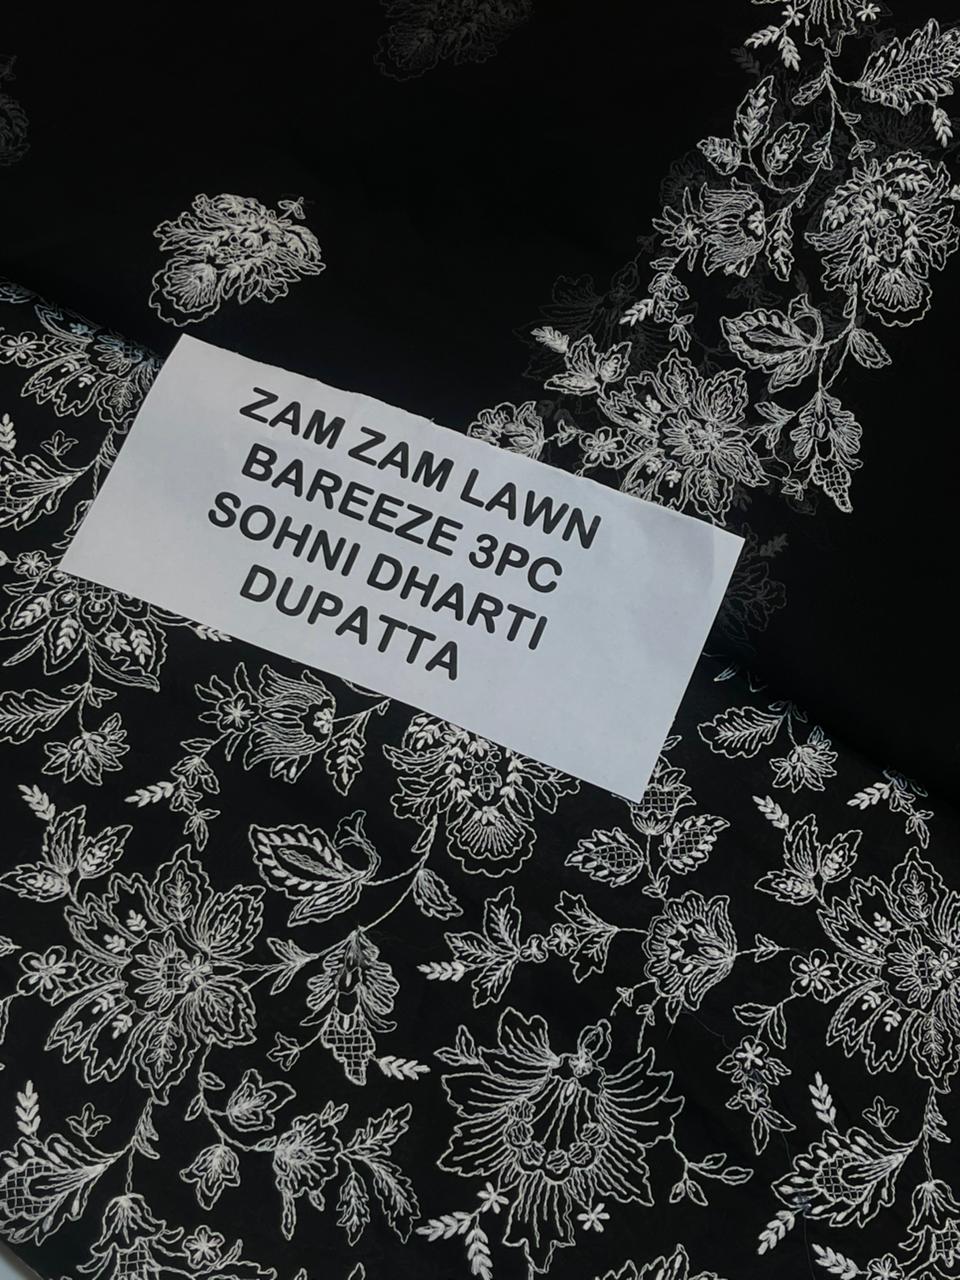 ZAM ZAM LAWN
BAREEZE 3PC
SOHNI DHARTI
DUPATTA